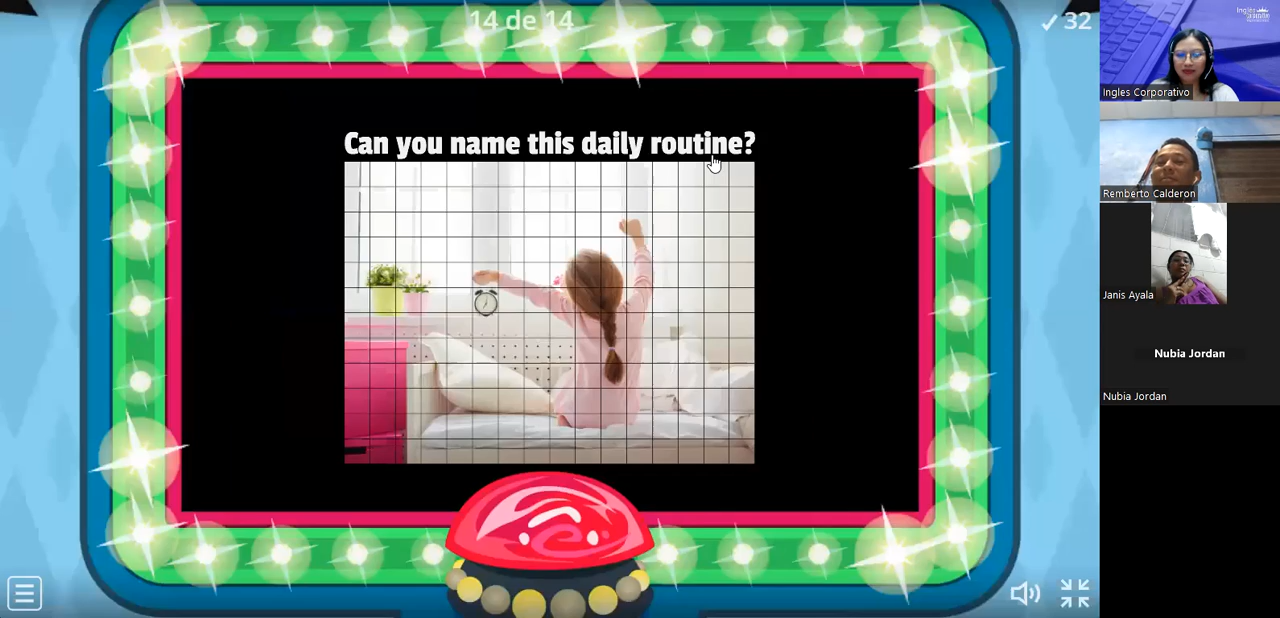 14 de 14
32
Can you name this daily routine?
Ingles
Ingles Corporativo
Remberto Calderon
Janis Ayala
Nubia Jordan
Nubia Jordan